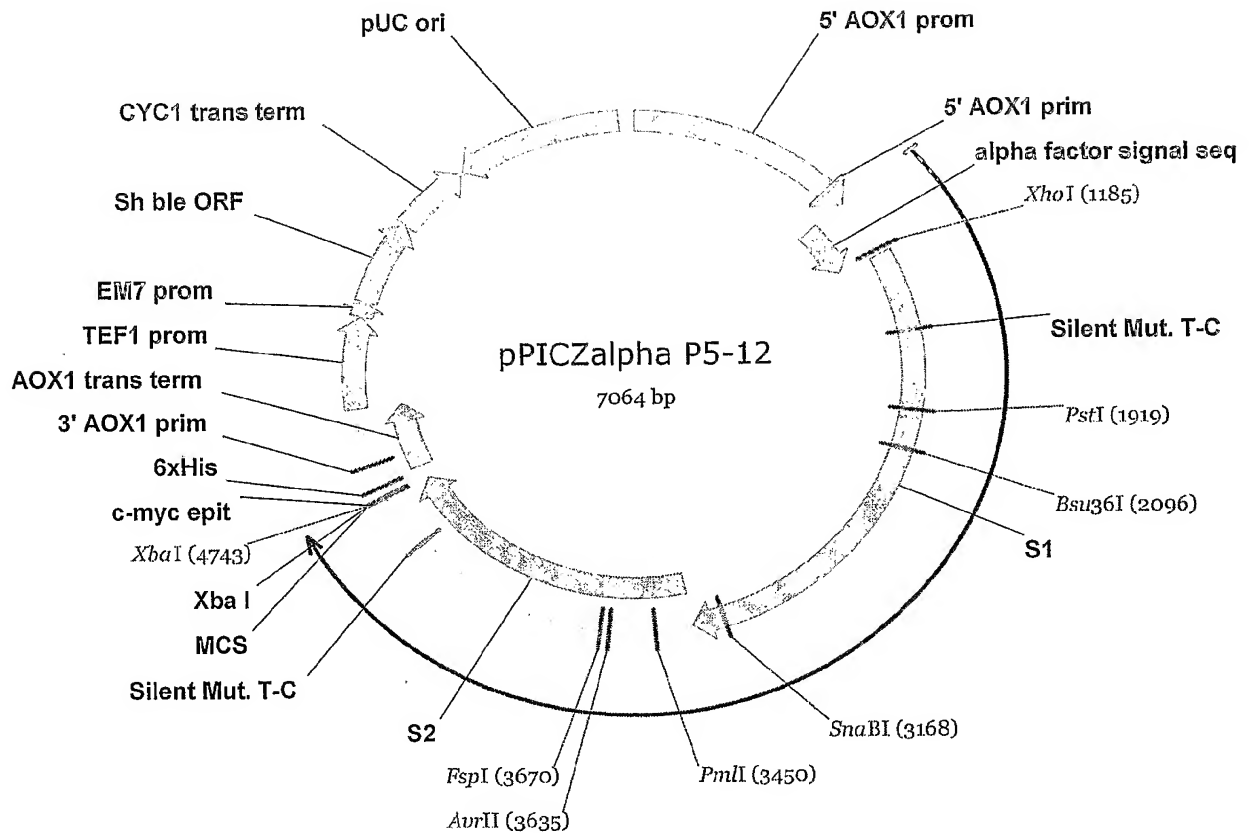 pUC ori
5' AOX1 prom
CYC1 trans term
5' AOX1 prim
alpha factor signal seq
XhoI (1185)
Sh ble ORF
EM7 prom
Silent Mut. T-C
TEF1 prom
pPICZalpha P5-12
7064 bp
AOX1 trans term
PstI (1919)
3' AOX1 prim
6xHis
Bsu36I (2096)
c-myc epit
S1
XbaI (4743)
Xba I
MCS
Silent Mut. T-C
S2
SnaBI (3168)
FspI (3670)
PmlI (3450)
AvrII (3635)